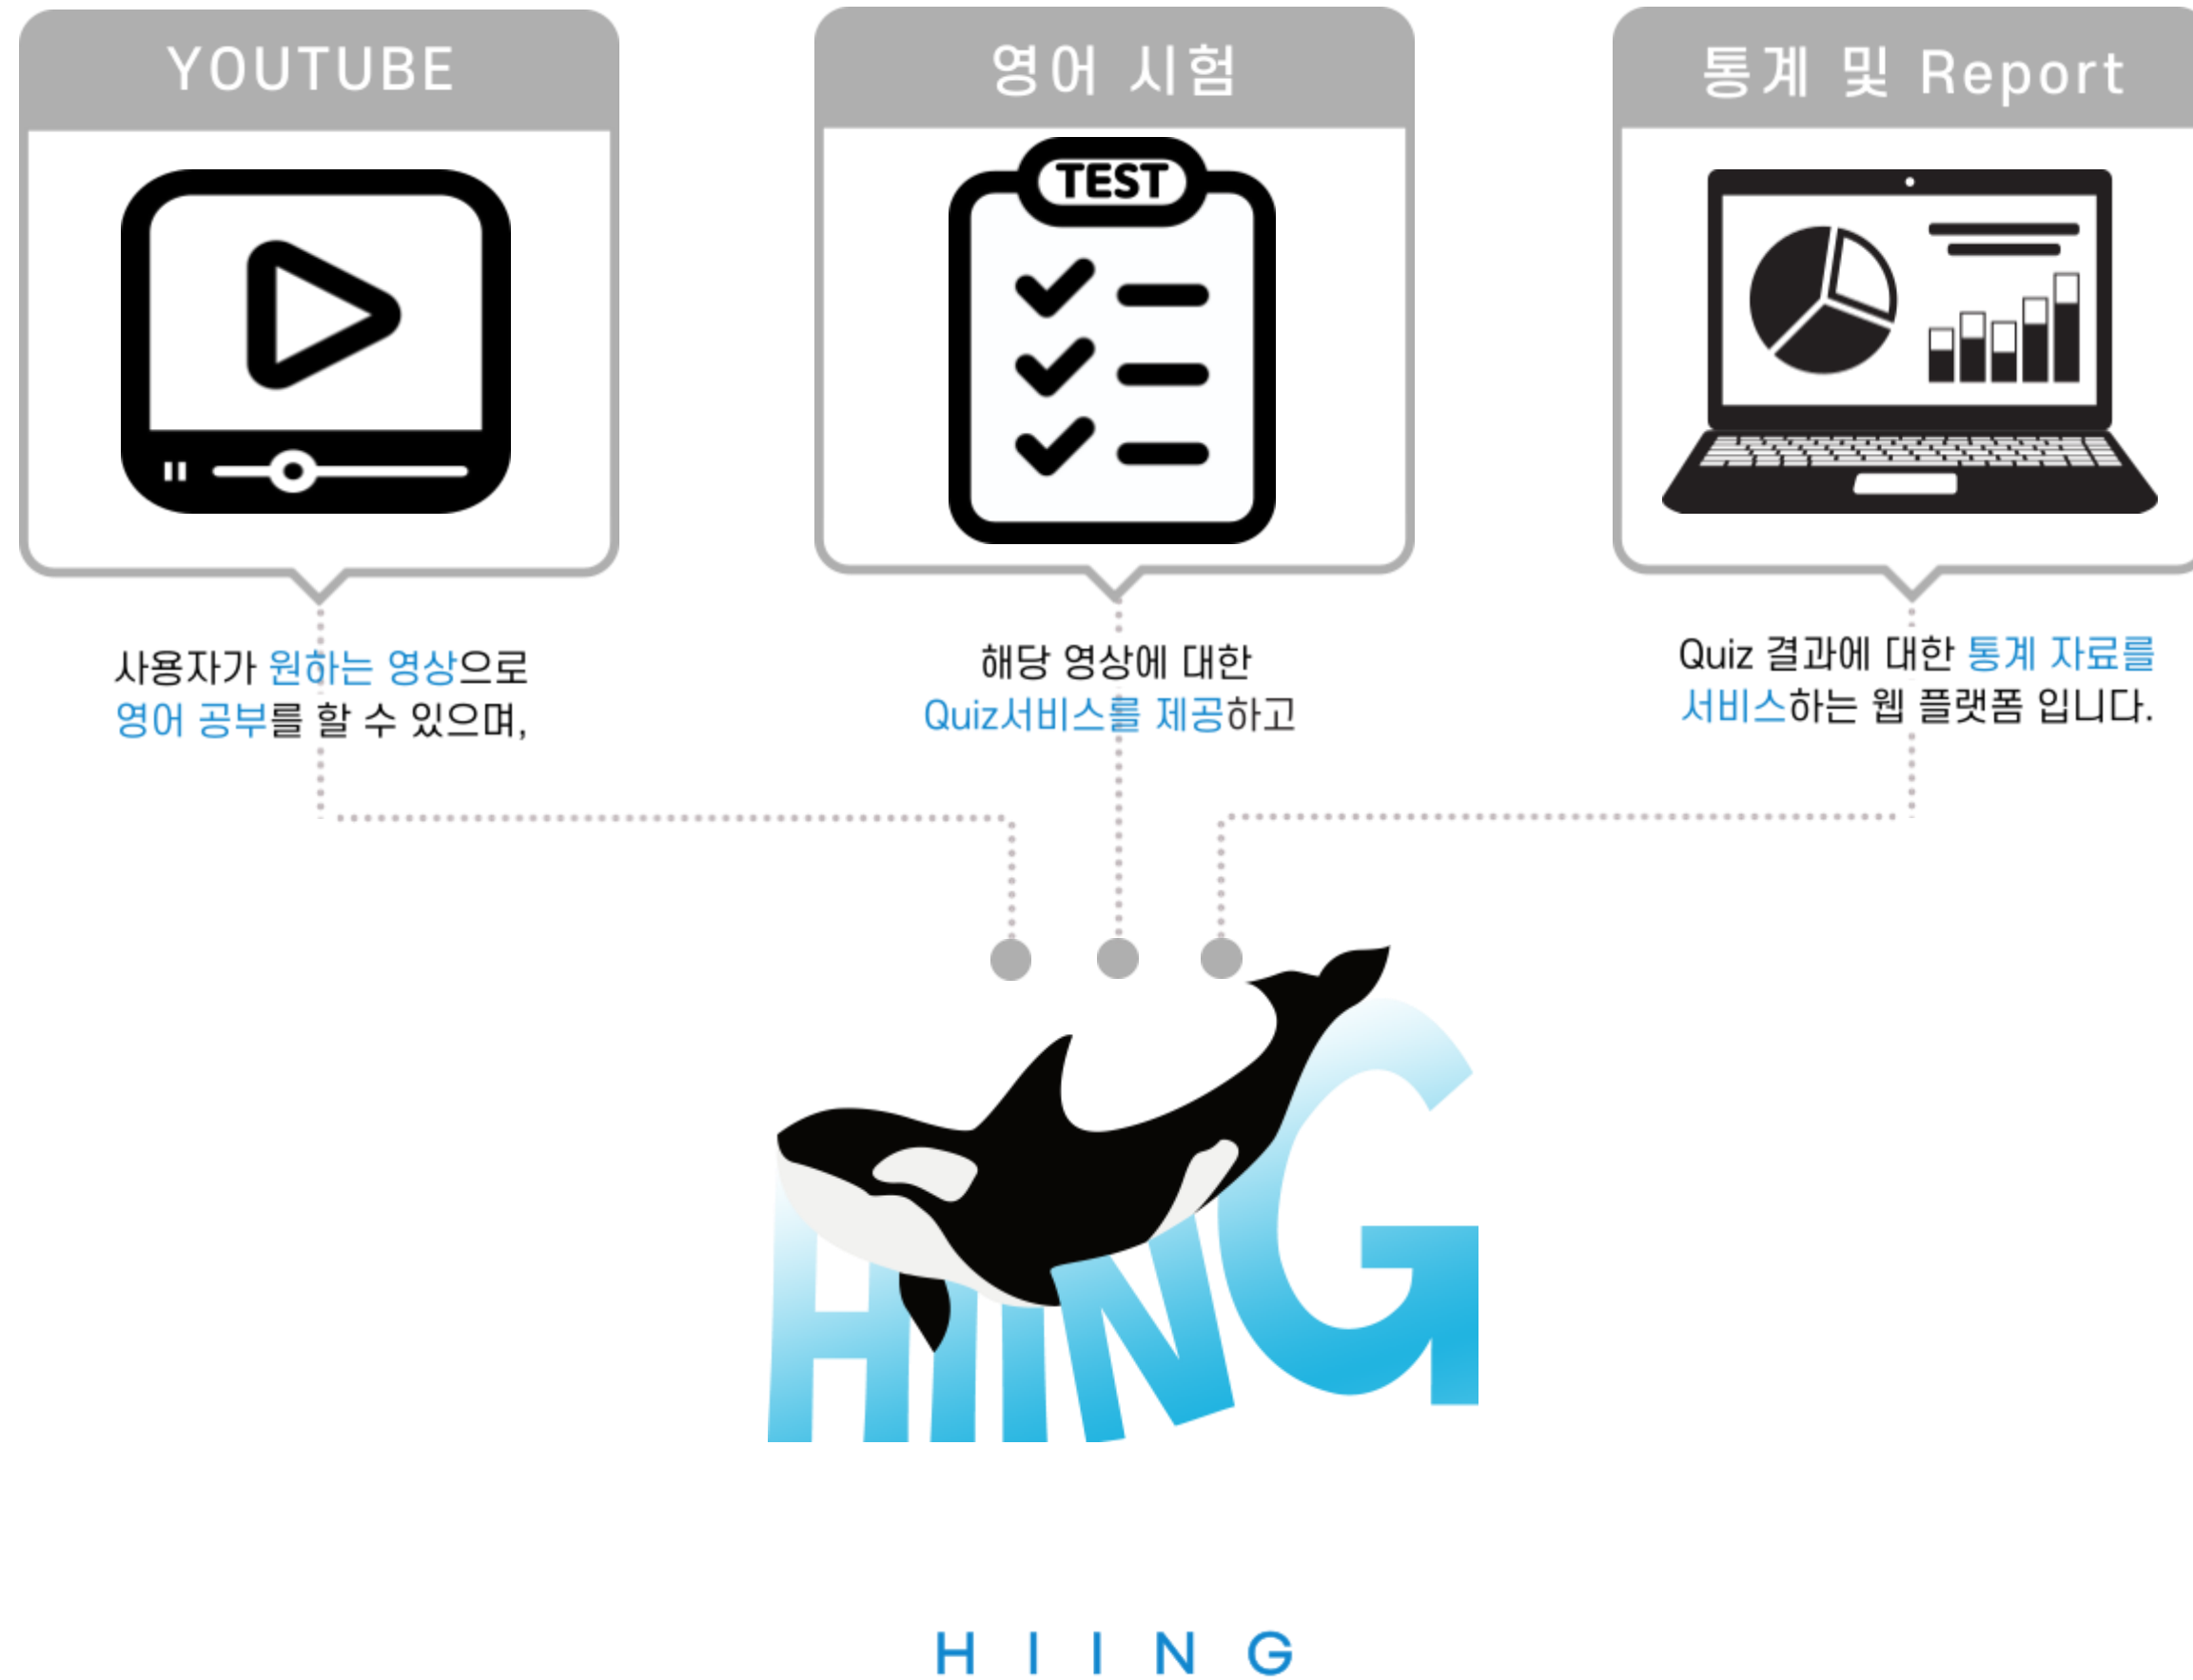 YOUTUBE
영어 시험
통계 및 Report
TEST
사용자가 원하는 영상으로
영어 공부를 할 수 있으며,
해당 영상에 대한
Quiz서비스를 제공하고
Quiz 결과에 대한 통계 자료를
서비스하는 웹 플랫폼 입니다.
HIING
H I I N G